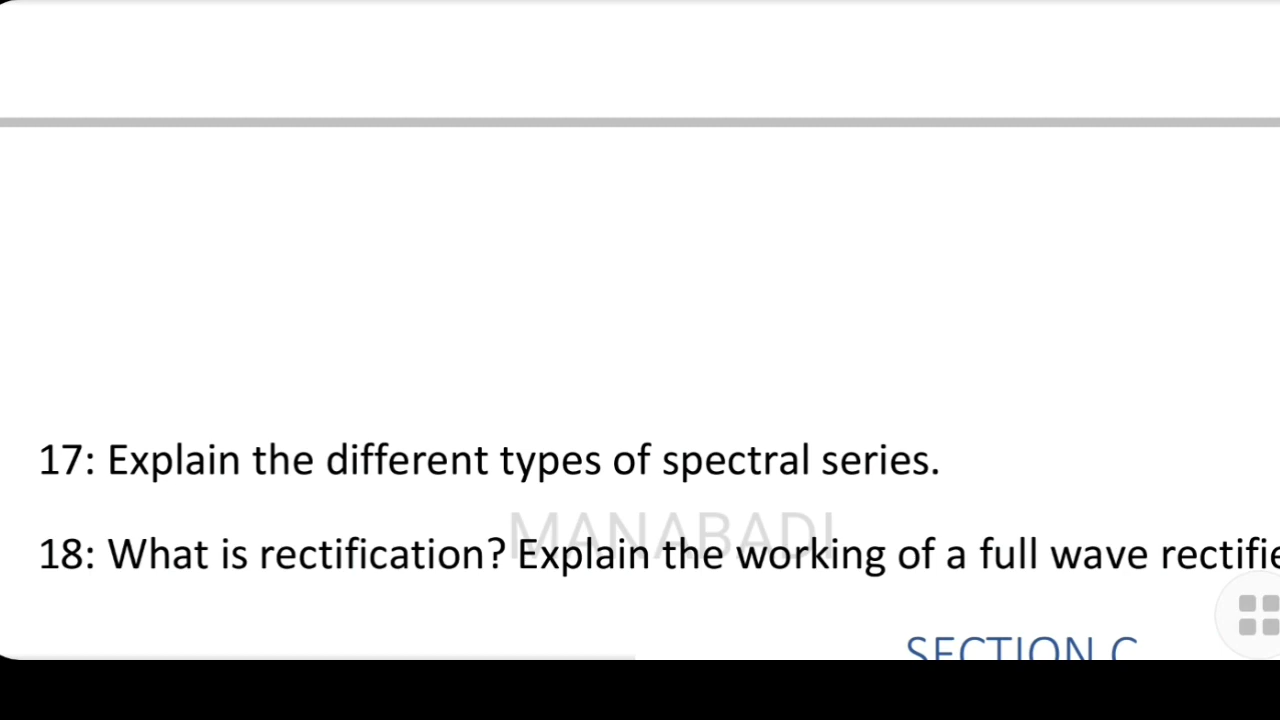 17: Explain the different types of spectral series.
MANABADI
18: What is rectification? Explain the working of a full wave
SECTION C